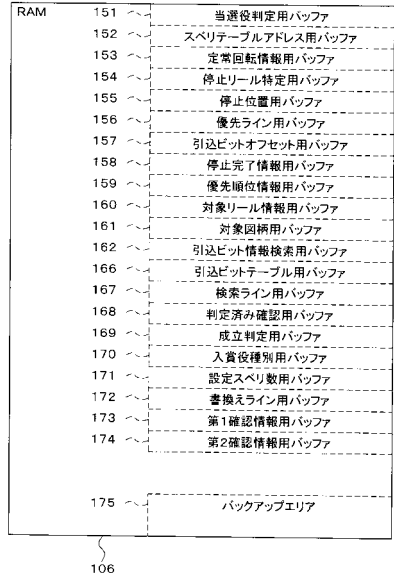 RAM
151 当選役判定用バッファ
152 スベリテーブルアドレス用バッファ
153 定常回転情報用バッファ
154 停止リール特定用バッファ
155 停止位置用バッファ
156 優先ライン用バッファ
157 引込ビットオフセット用バッファ
158 停止完了情報用バッファ
159 優先順位情報用バッファ
160 対象リール情報用バッファ
161 対象図柄用バッファ
162 引込ビット情報検索用バッファ
166 引込ビットテーブル用バッファ
167 検索ライン用バッファ
168 判定済み確認用バッファ
169 成立判定用バッファ
170 入賞役種別用バッファ
171 設定スベリ数用バッファ
172 書換えライン用バッファ
173 第1確認情報用バッファ
174 第2確認情報用バッファ
175 バックアップエリア
106